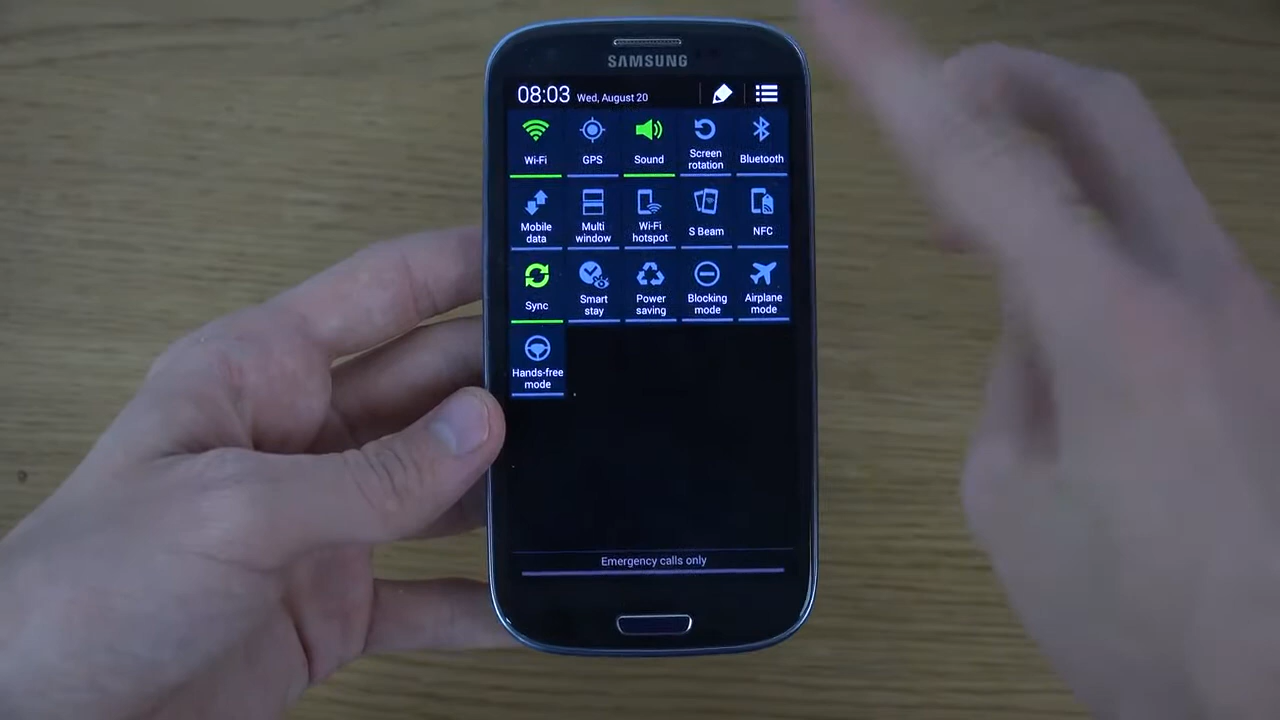 SAMSUNG
08:03 Wed, August 20
Wi-Fi GPS Sound Screen rotation Bluetooth
Mobile data Multi window Wi-Fi hotspot S Beam NFC
Sync Smart stay Power saving Blocking mode Airplane mode
Hands-free mode
Emergency calls only